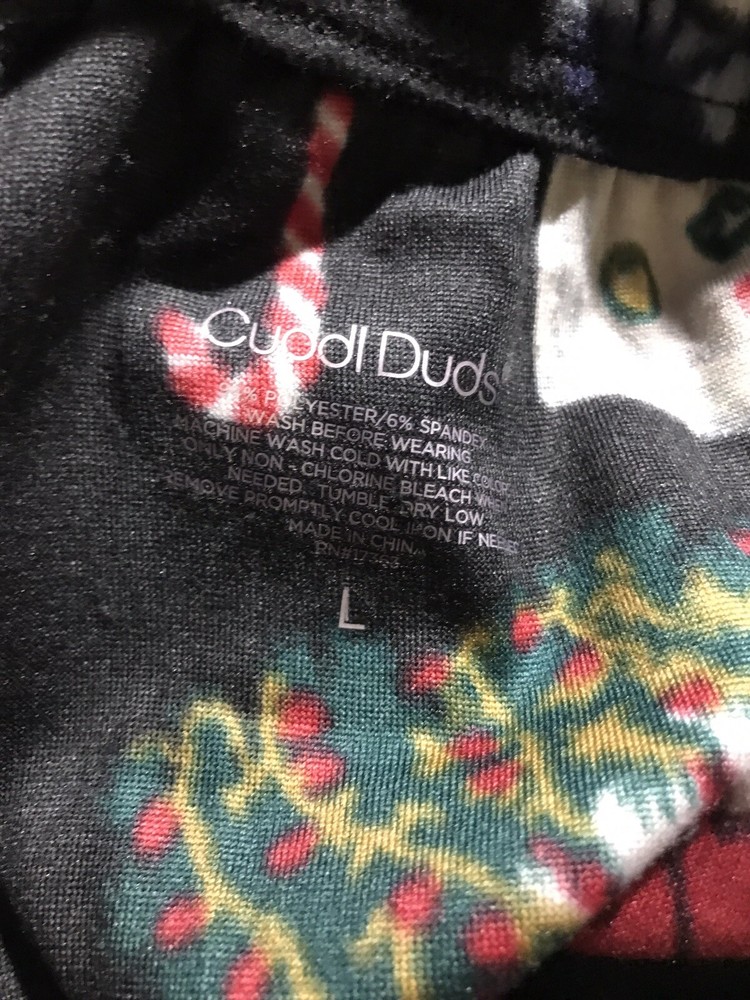 Cuddl Duds
POLYESTER/6% SPANDEX
WASH BEFORE WEARING
MACHINE WASH COLD WITH LIKE
ONLY NON - CHLORINE BLEACH
NEEDED. TUMBLE DRY LOW
REMOVE PROMPTLY COOL IRON IF
MADE IN CHINA
L